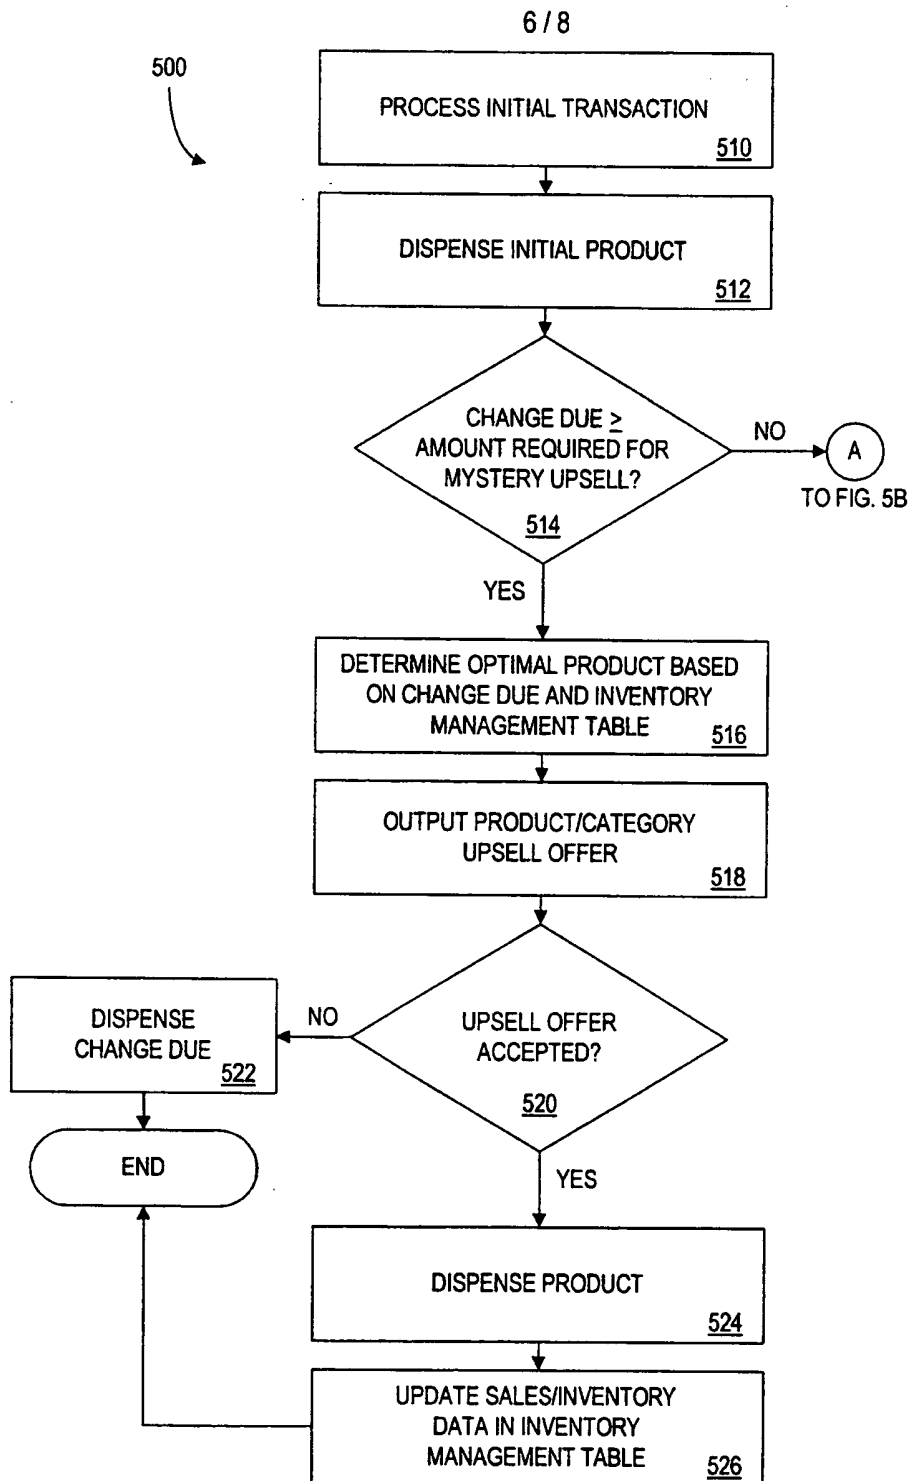 6 / 8
500
PROCESS INITIAL TRANSACTION
510
DISPENSE INITIAL PRODUCT
512
CHANGE DUE ≥
AMOUNT REQUIRED FOR
MYSTERY UPSELL?
514
NO
A
TO FIG. 5B
YES
DETERMINE OPTIMAL PRODUCT BASED
ON CHANGE DUE AND INVENTORY
MANAGEMENT TABLE
516
OUTPUT PRODUCT/CATEGORY
UPSELL OFFER
518
UPSELL OFFER
ACCEPTED?
520
NO
DISPENSE
CHANGE DUE
522
END
YES
DISPENSE PRODUCT
524
UPDATE SALES/INVENTORY
DATA IN INVENTORY
MANAGEMENT TABLE
526